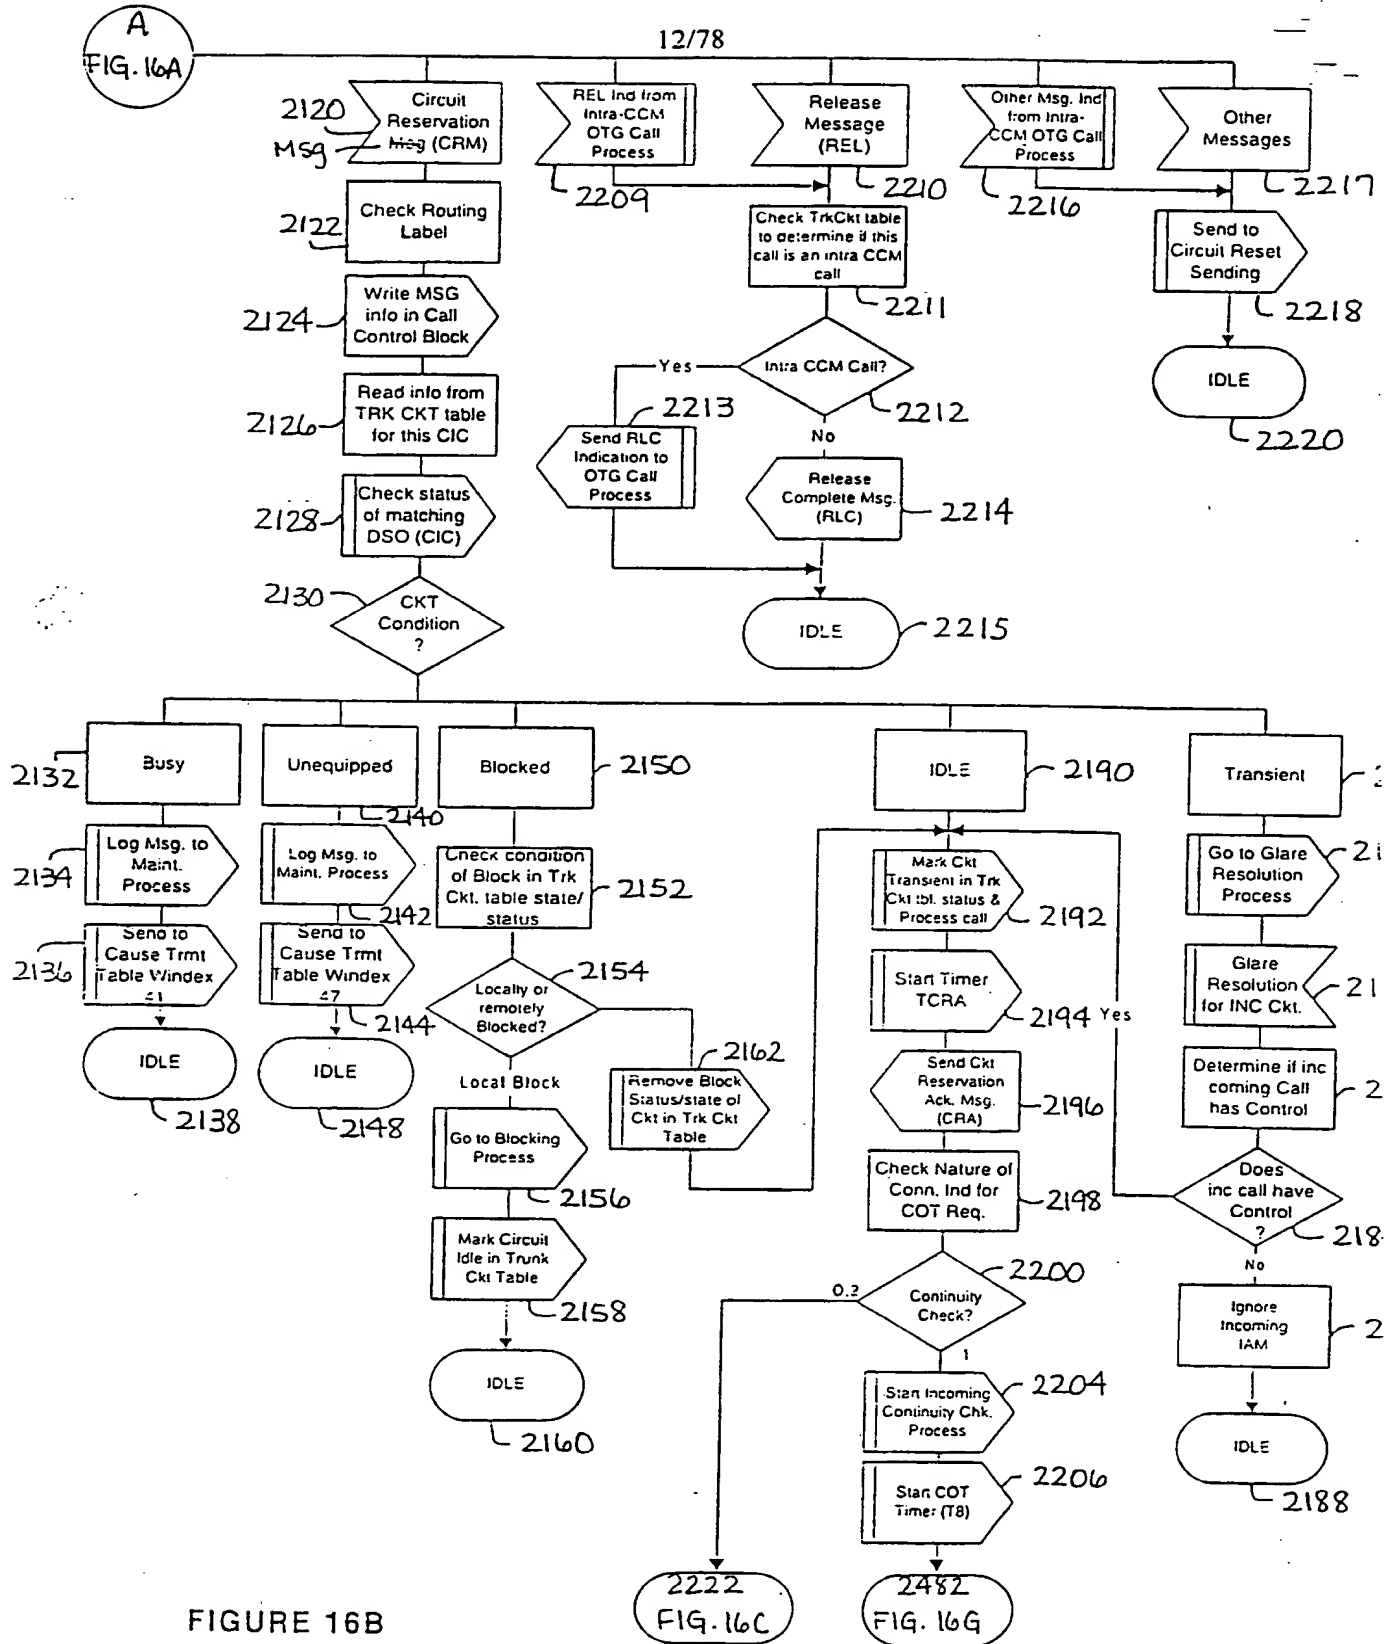 12/78
A
FIG. 16A
2120
Msg
Circuit
Reservation
Msg (CRM)
REL Ind from
Intra-CCM
OTG Call
Process
2209
Release
Message
(REL)
2210
Other Msg. Ind
from Intra-
CCM OTG Call
Process
2216
Other
Messages
2217
2122
Check Routing
Label
Check TrkCkt table
to determine if this
call is an intra CCM
call
2211
Send to
Circuit Reset
Sending
2218
2124
Write MSG
info in Call
Control Block
Intra CCM Call?
2212
Yes
No
IDLE
2220
2126
Read info from
TRK CKT table
for this CIC
2213
Send RLC
Indication to
OTG Call
Process
Release
Complete Msg.
(RLC)
2214
2128
Check status
of matching
DSO (CIC)
IDLE
2215
2130
CKT
Condition
?
2132
Busy
Unequipped
2140
Blocked
2150
IDLE
2190
Transient
2134
Log Msg. to
Maint.
Process
Log Msg. to
Maint. Process
2142
Check condition
of Block in Trk
Ckt. table state/
status
2152
Mark Ckt
Transient in Trk
Ckt tbl. status &
Process call
2192
Go to Glare
Resolution
Process
21
2136
Send to
Cause Trmt
Table Windex
41
Send to
Cause Trmt
Table Windex
47
2144
Locally or
remotely
Blocked?
2154
Start Timer
TCRA
2194
Yes
Glare
Resolution
for INC Ckt.
21
IDLE
2138
IDLE
2148
Local Block
2162
Remove Block
Status/state of
Ckt in Trk Ckt
Table
Send Ckt
Reservation
Ack. Msg.
(CRA)
2196
Determine if inc
coming Call
has Control
2
Go to Blocking
Process
2156
Check Nature of
Conn. Ind for
COT Req.
2198
Does
inc call have
Control
?
218
No
Mark Circuit
Idle in Trunk
Ckt Table
2158
Continuity
Check?
2200
0.2
1
Ignore
Incoming
IAM
2
IDLE
2160
Start Incoming
Continuity Chk.
Process
2204
IDLE
2188
Start COT
Timer (T8)
2206
2222
FIG. 16C
2482
FIG. 16G
FIGURE 16B